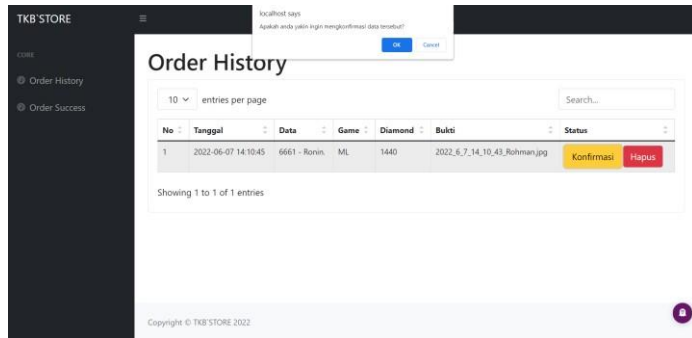 TKB'STORE
localhost says
Apakah anda yakin ingin mengkonfirmasi data tersebut?
OK Cancel
CORE
Order History
Order Success
Order History
10 entries per page
Search...
No Tanggal Data Game Diamond Bukti Status
1 2022-06-07 14:10:45 6661 - Ronin. ML 1440 2022_6_7_14_10_43_Rohman.jpg Konfirmasi Hapus
Showing 1 to 1 of 1 entries
Copyright © TKB'STORE 2022